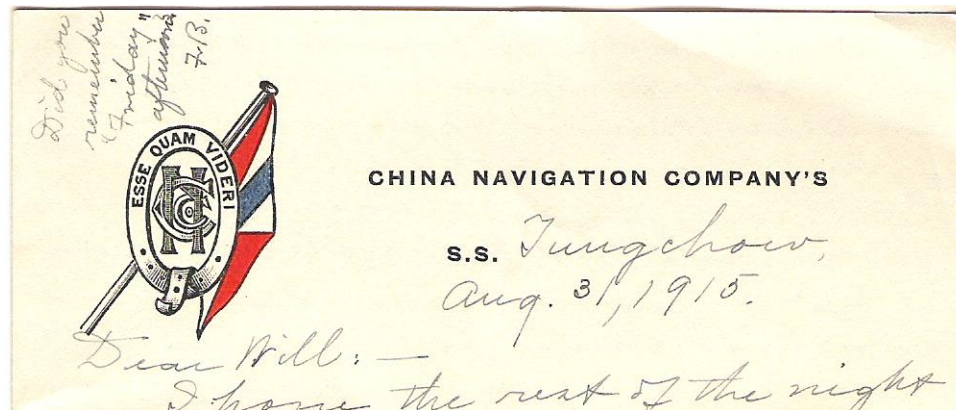 Did you
remember
"Friday"
afternoon?
F.B.
ESSE QUAM VIDERI
CHINA NAVIGATION COMPANY'S
S.S. Tungchow,
Aug. 31, 1915.
Dear Will: —
I hope the rest of the night